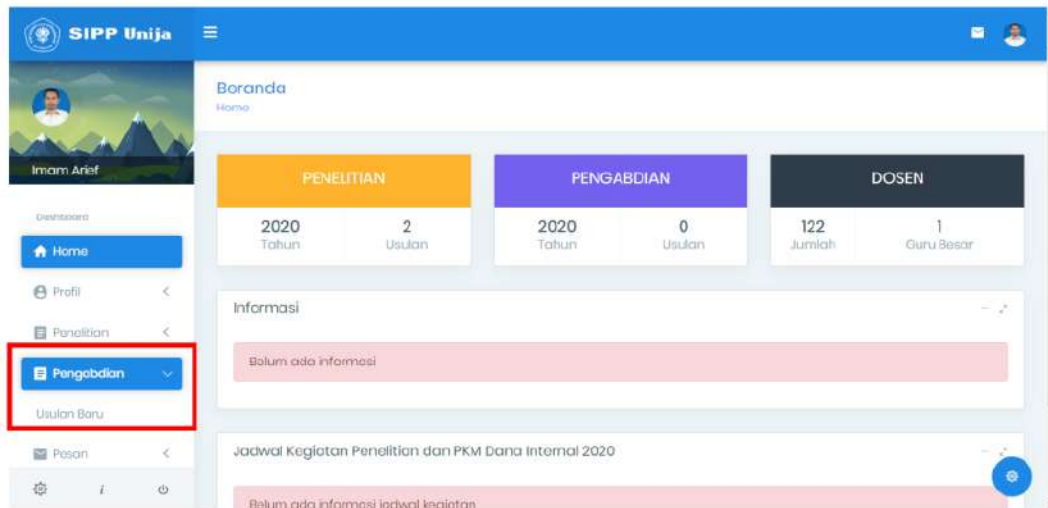 SIPP Unija
Imam Arief
Dashboard
Home
Profil
Penelitian
Pengabdian
Usulan Baru
Pesan
i
Beranda
Home
PENELITIAN
2020 2
Tahun Usulan
PENGABDIAN
2020 0
Tahun Usulan
DOSEN
122 1
Jumlah Guru Besar
Informasi
Belum ada informasi
Jadwal Kegiatan Penelitian dan PKM Dana Internal 2020
Belum ada informasi jadwal kegiatan